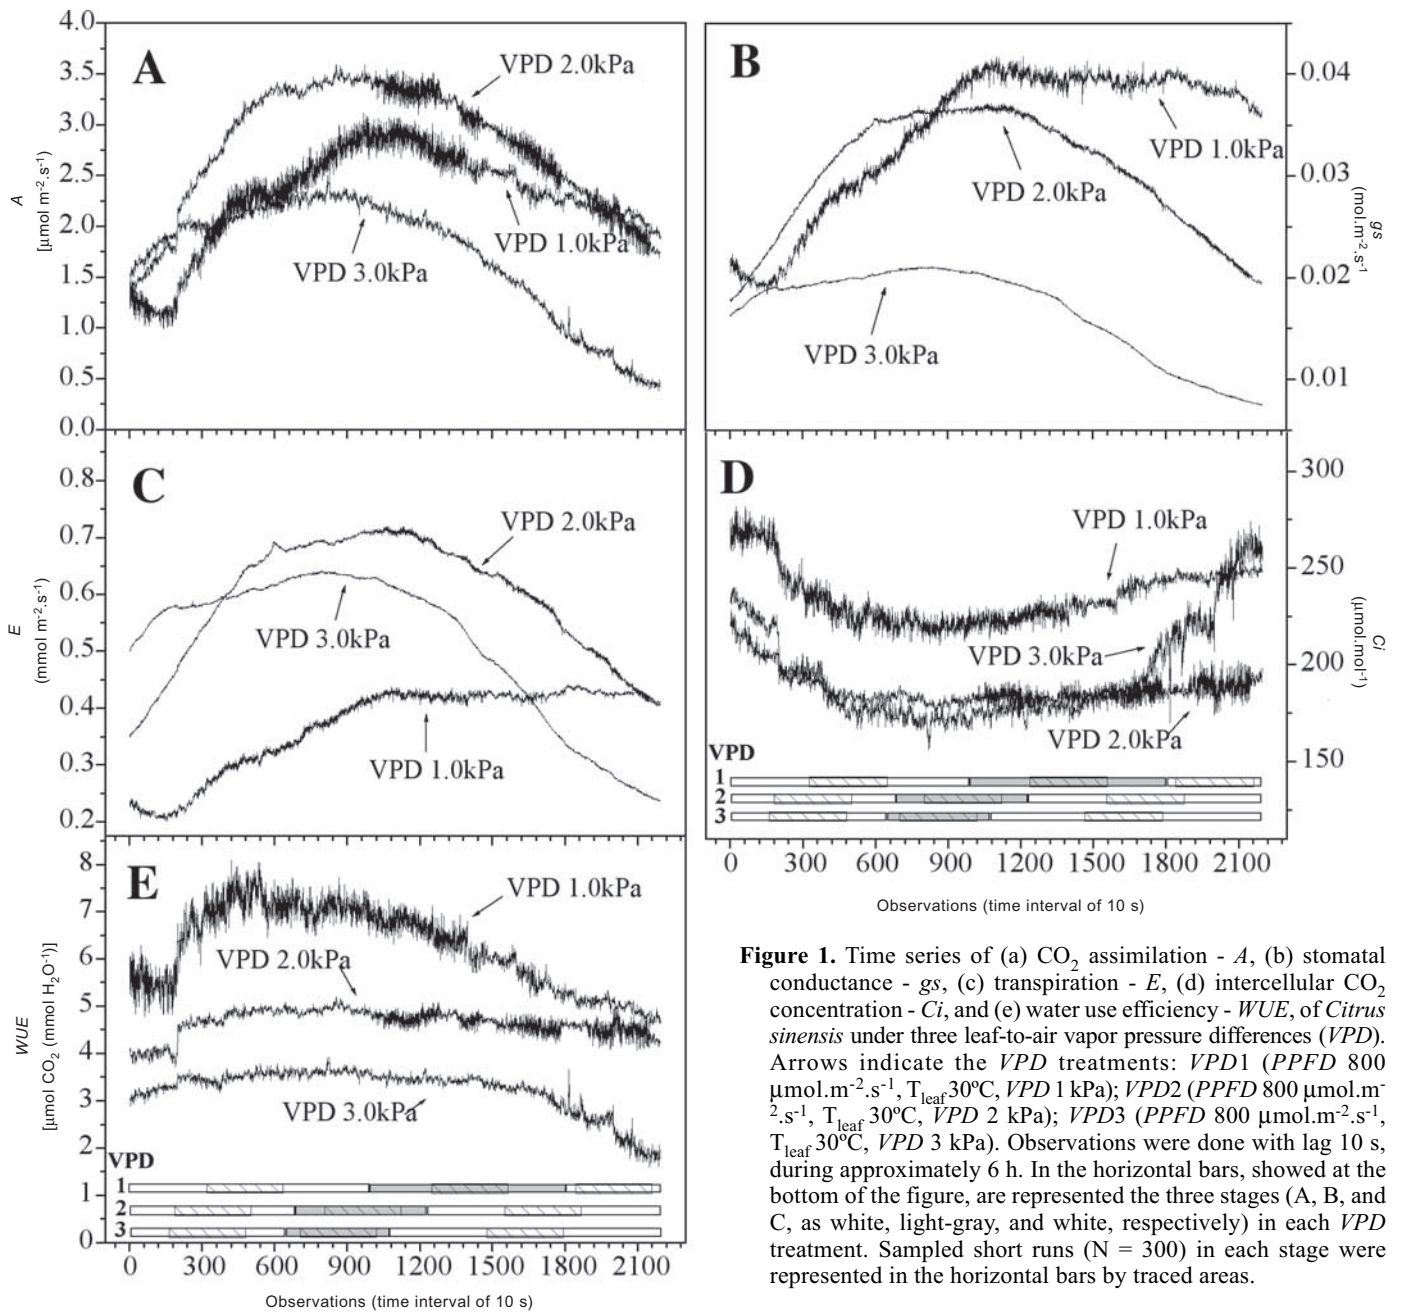 A
4.0
3.5
3.0
2.5
2.0
1.5
1.0
0.5
0.0
A
[µmol m-2.s-1)
VPD 2.0kPa
VPD 1.0kPa
VPD 3.0kPa
B
0.04
0.03
0.02
0.01
gs
(mol.m-2.s-1
VPD 1.0kPa
VPD 2.0kPa
VPD 3.0kPa
C
0.8
0.7
0.6
0.5
0.4
0.3
0.2
E
(mmol m-2.s-1)
VPD 2.0kPa
VPD 3.0kPa
VPD 1.0kPa
D
300
250
200
150
Ci
(µmol.mol-1)
VPD 1.0kPa
VPD 3.0kPa
VPD 2.0kPa
VPD
1
2
3
0 300 600 900 1200 1500 1800 2100
Observations (time interval of 10 s)
E
8
7
6
5
4
3
2
1
0
WUE
[µmol CO2 (mmol H2O-1)]
VPD 1.0kPa
VPD 2.0kPa
VPD 3.0kPa
VPD
1
2
3
0 300 600 900 1200 1500 1800 2100
Observations (time interval of 10 s)
Figure 1. Time series of (a) CO2 assimilation - A, (b) stomatal
conductance - gs, (c) transpiration - E, (d) intercellular CO2
concentration - Ci, and (e) water use efficiency - WUE, of Citrus
sinensis under three leaf-to-air vapor pressure differences (VPD).
Arrows indicate the VPD treatments: VPD1 (PPFD 800
µmol.m-2.s-1, Tleaf 30ºC, VPD 1 kPa); VPD2 (PPFD 800 µmol.m-
2.s-1, Tleaf 30ºC, VPD 2 kPa); VPD3 (PPFD 800 µmol.m-2.s-1,
Tleaf 30ºC, VPD 3 kPa). Observations were done with lag 10 s,
during approximately 6 h. In the horizontal bars, showed at the
bottom of the figure, are represented the three stages (A, B, and
C, as white, light-gray, and white, respectively) in each VPD
treatment. Sampled short runs (N = 300) in each stage were
represented in the horizontal bars by traced areas.